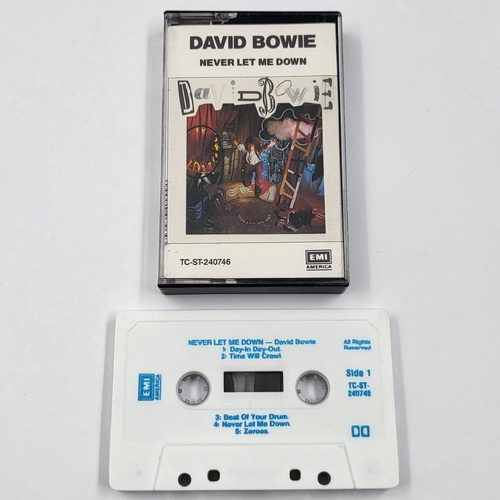 DAVID BOWIE
NEVER LET ME DOWN
DaViD BoWiE
TC-ST-240746
EMI
AMERICA
NEVER LET ME DOWN — David Bowie
1: Day-In Day-Out.
2: Time Will Crawl
All Rights
Reserved
EMI
AMERICA
Side 1
TC-ST-
240746
3: Beat Of Your Drum.
4: Never Let Me Down.
5: Zeroes.